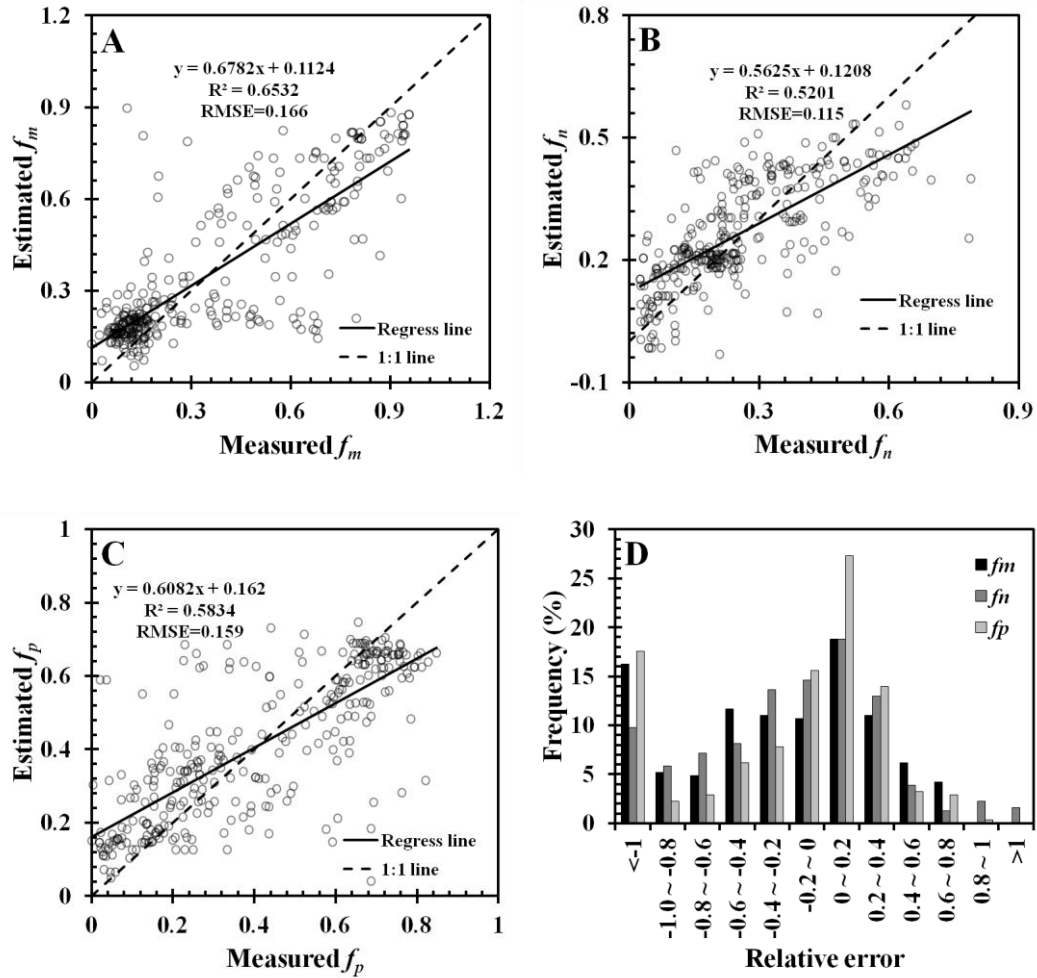 A
y = 0.6782x + 0.1124
R² = 0.6532
RMSE=0.166
1.2
0.9
0.6
0.3
0
Estimated fm
Regress line
1:1 line
0 0.3 0.6 0.9 1.2
Measured fm
B
y = 0.5625x + 0.1208
R² = 0.5201
RMSE=0.115
0.8
0.5
0.2
-0.1
Estimated fn
Regress line
1:1 line
0 0.3 0.6 0.9
Measured fn
C
y = 0.6082x + 0.162
R² = 0.5834
RMSE=0.159
1
0.8
0.6
0.4
0.2
0
Estimated fp
Regress line
1:1 line
0 0.2 0.4 0.6 0.8 1
Measured fp
D
30
25
20
15
10
5
0
Frequency (%)
fm
fn
fp
<-1
-1.0 ~ -0.8
-0.8 ~ -0.6
-0.6 ~ -0.4
-0.4 ~ -0.2
-0.2 ~ 0
0 ~ 0.2
0.2 ~ 0.4
0.4 ~ 0.6
0.6 ~ 0.8
0.8 ~ 1
>1
Relative error